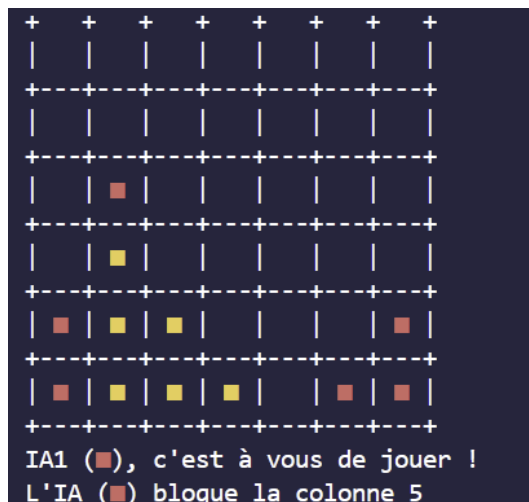 +   +   +   +   +   +   +   +
|   |   |   |   |   |   |   |
+---+---+---+---+---+---+---+
|   |   |   |   |   |   |   |
+---+---+---+---+---+---+---+
|   | ■ |   |   |   |   |   |
+---+---+---+---+---+---+---+
|   | ■ |   |   |   |   |   |
+---+---+---+---+---+---+---+
| ■ | ■ | ■ |   |   |   | ■ |
+---+---+---+---+---+---+---+
| ■ | ■ | ■ | ■ |   | ■ | ■ |
+---+---+---+---+---+---+---+
IA1 (■), c'est à vous de jouer !
L'IA (■) bloque la colonne 5